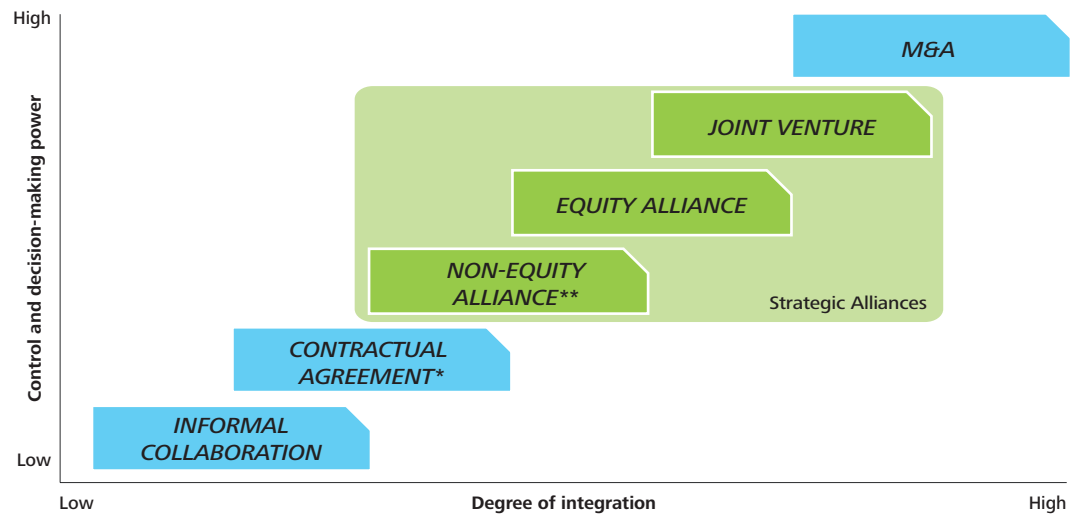 High
M&A
JOINT VENTURE
EQUITY ALLIANCE
NON-EQUITY
ALLIANCE**
Strategic Alliances
CONTRACTUAL
AGREEMENT*
INFORMAL
COLLABORATION
Control and decision-making power
Low
Low
Degree of integration
High